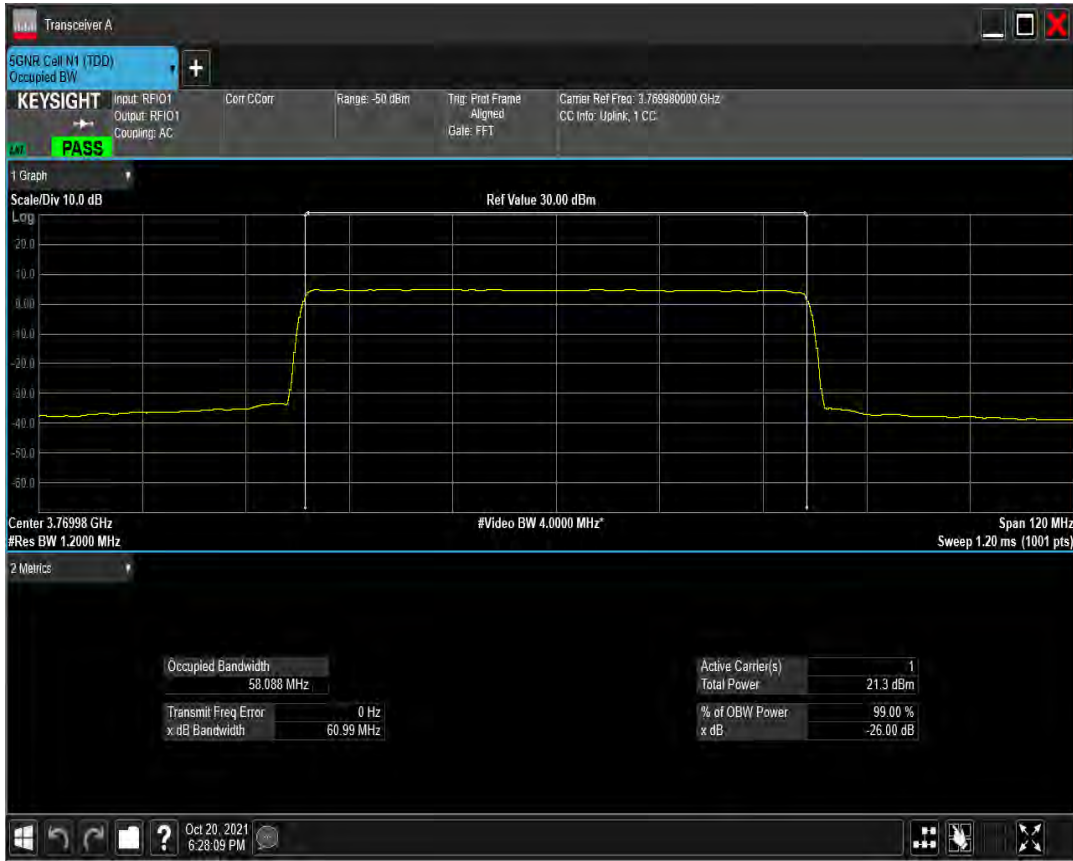 Transceiver A
5GNR Cell N1 (TDD)
Occupied BW
+
KEYSIGHT
Input: RFIO1
Output: RFIO1
Coupling: AC
Corr CCorr
Range: -50 dBm
Trig: Prot Frame
Aligned
Gate: FFT
Carrier Ref Freq: 3.769980000 GHz
CC Info: Uplink, 1 CC
PASS
1 Graph
Scale/Div 10.0 dB
Ref Value 30.00 dBm
Log
20.0
10.0
0.00
-10.0
-20.0
-30.0
-40.0
-50.0
-60.0
Center 3.76998 GHz
#Video BW 4.0000 MHz*
Span 120 MHz
#Res BW 1.2000 MHz
Sweep 1.20 ms (1001 pts)
2 Metrics
Occupied Bandwidth
58.088 MHz
Transmit Freq Error 0 Hz
x dB Bandwidth 60.99 MHz
Active Carrier(s) 1
Total Power 21.3 dBm
% of OBW Power 99.00 %
x dB -26.00 dB
?
Oct 20, 2021
6:28:09 PM